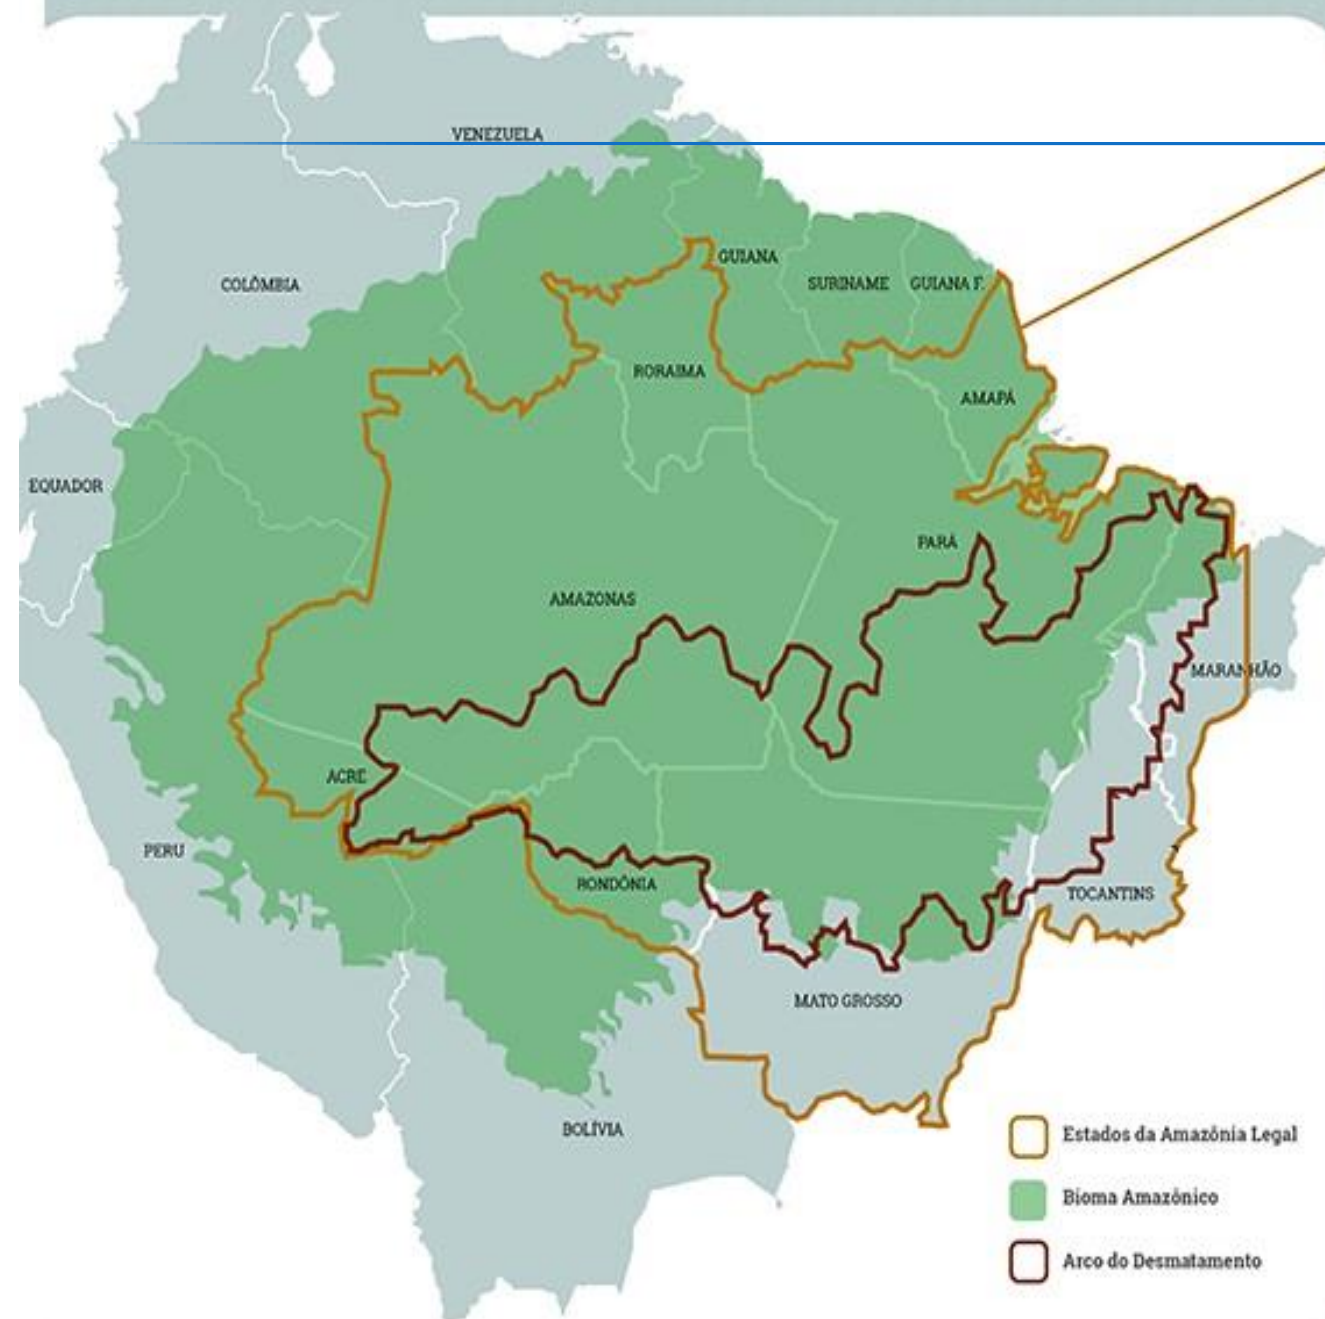 VENEZUELA
COLÔMBIA
GUIANA
SURINAME
GUIANA F.
RORAIMA
AMAPÁ
EQUADOR
PARÁ
AMAZONAS
MARANHÃO
ACRE
PERU
RONDÔNIA
TOCANTINS
MATO GROSSO
BOLÍVIA
Estados da Amazônia Legal
Bioma Amazônico
Arco do Desmatamento